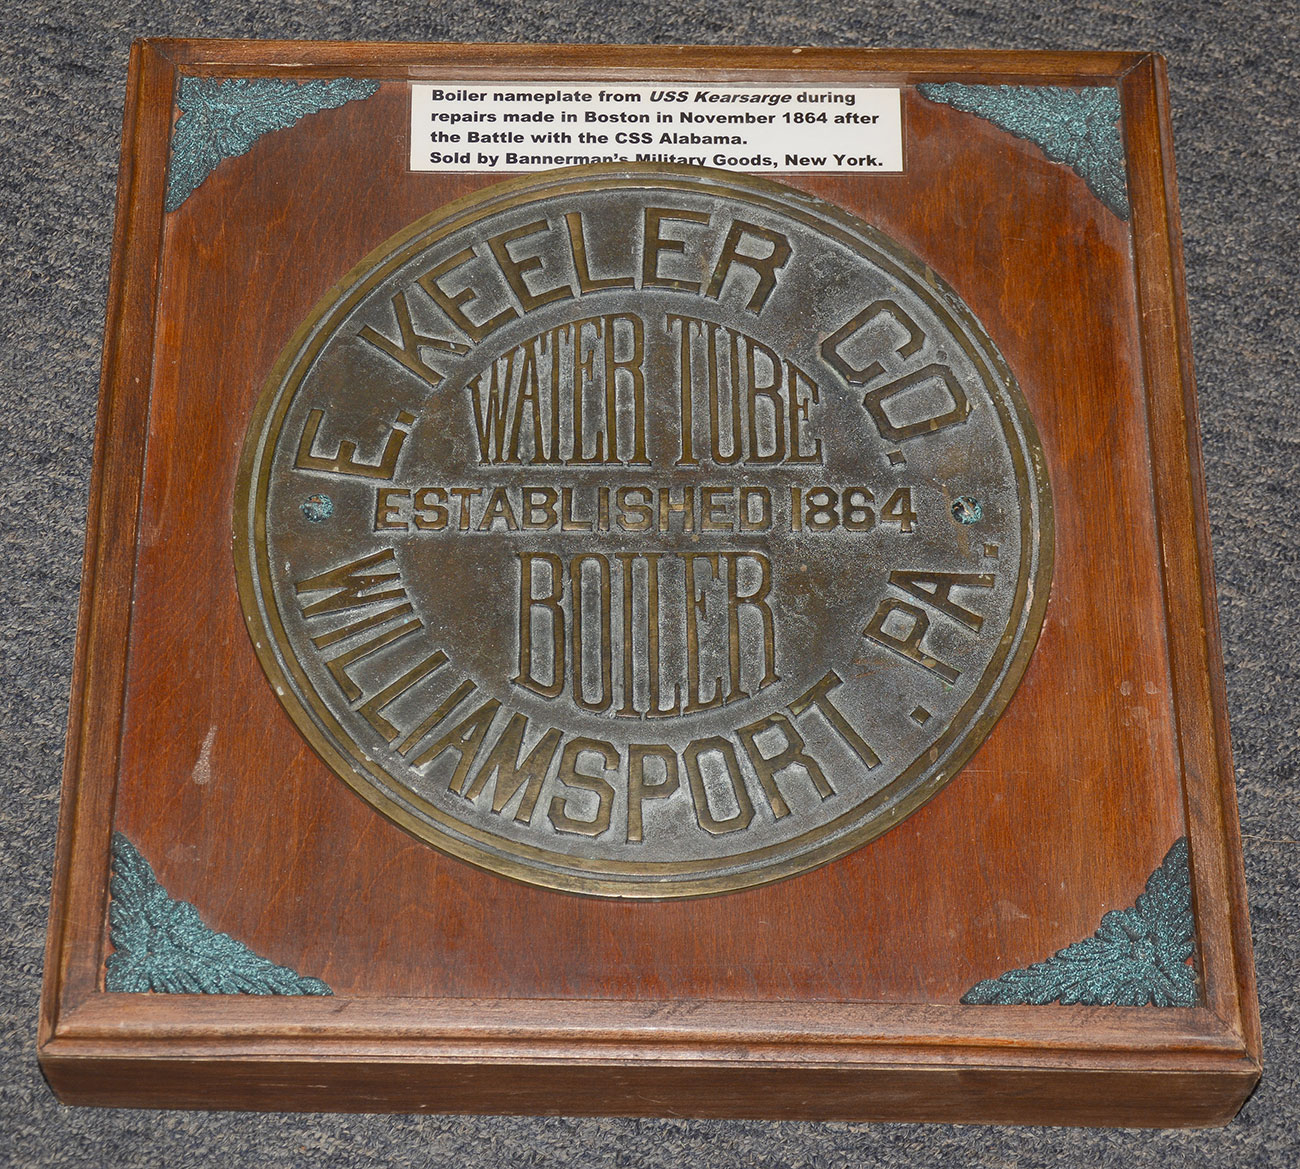 Boiler nameplate from USS Kearsarge during
repairs made in Boston in November 1864 after
the Battle with the CSS Alabama.
Sold by Bannerman's Military Goods, New York.
E. KEELER CO.
WATER TUBE
ESTABLISHED 1864
BOILER
WILLIAMSPORT. PA.